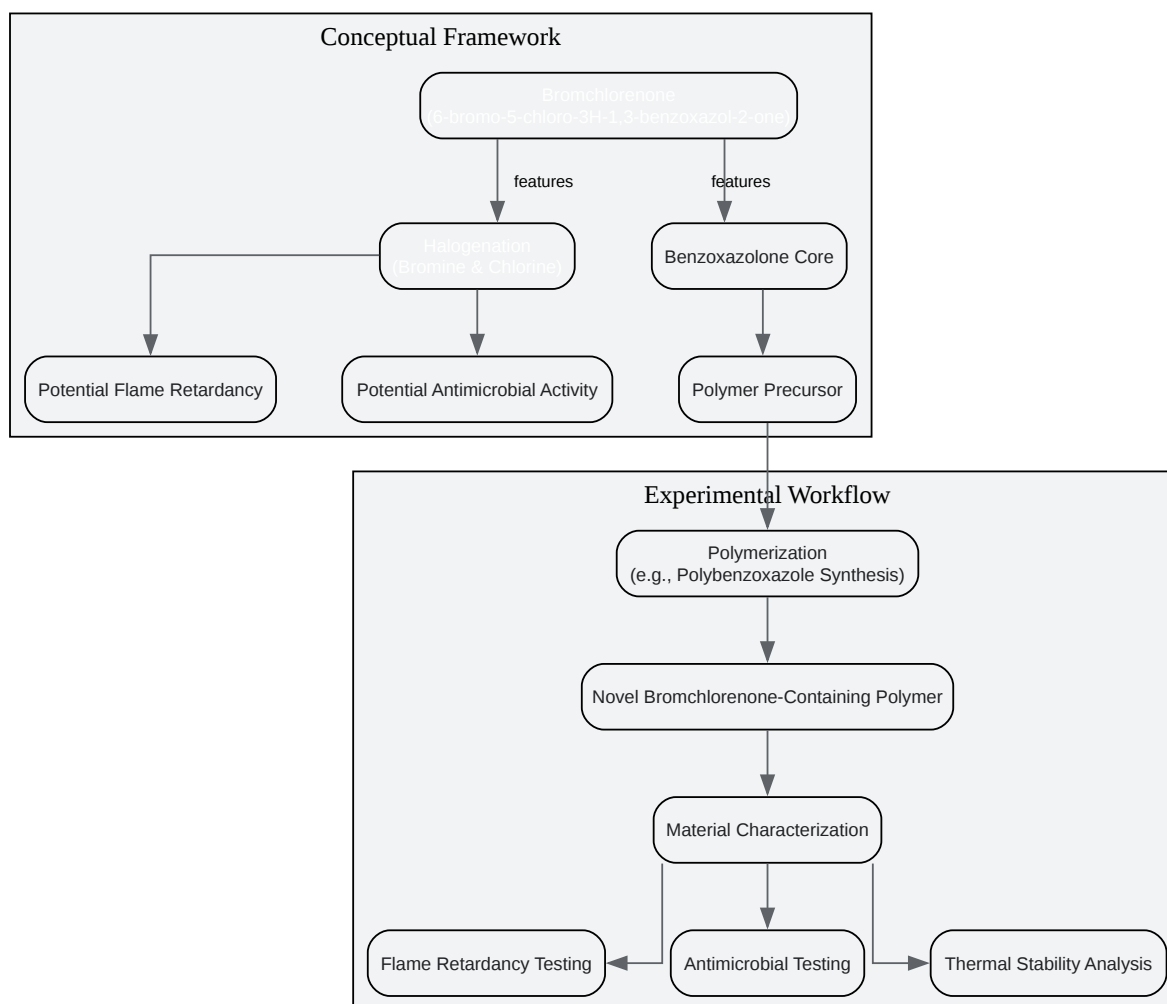 Conceptual Framework
Bromchlorenone
(6-bromo-5-chloro-3H-1,3-benzoxazol-2-one)
features
features
Halogenation
(Bromine & Chlorine)
Benzoxazolone Core
Potential Flame Retardancy
Potential Antimicrobial Activity
Polymer Precursor
Experimental Workflow
Polymerization
(e.g., Polybenzoxazole Synthesis)
Novel Bromchlorenone-Containing Polymer
Material Characterization
Flame Retardancy Testing
Antimicrobial Testing
Thermal Stability Analysis